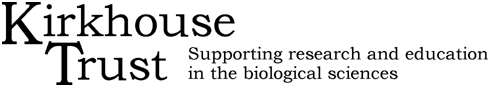 Kirkhouse
Trust
Supporting research and education
in the biological sciences